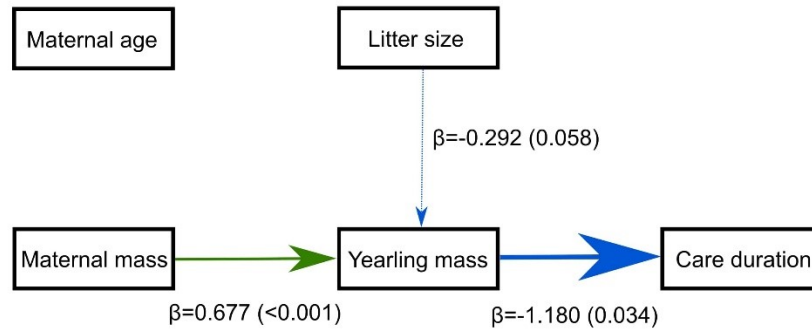 Maternal age
Litter size
β=-0.292 (0.058)
Maternal mass
Yearling mass
Care duration
β=0.677 (<0.001)
β=-1.180 (0.034)